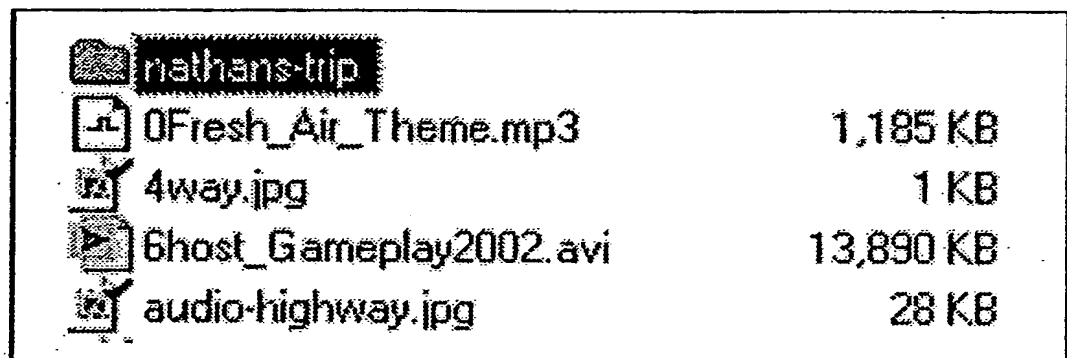 nathans-trip
0Fresh_Air_Theme.mp3 1,185 KB
4way.jpg 1 KB
6host_Gameplay2002.avi 13,890 KB
audio-highway.jpg 28 KB